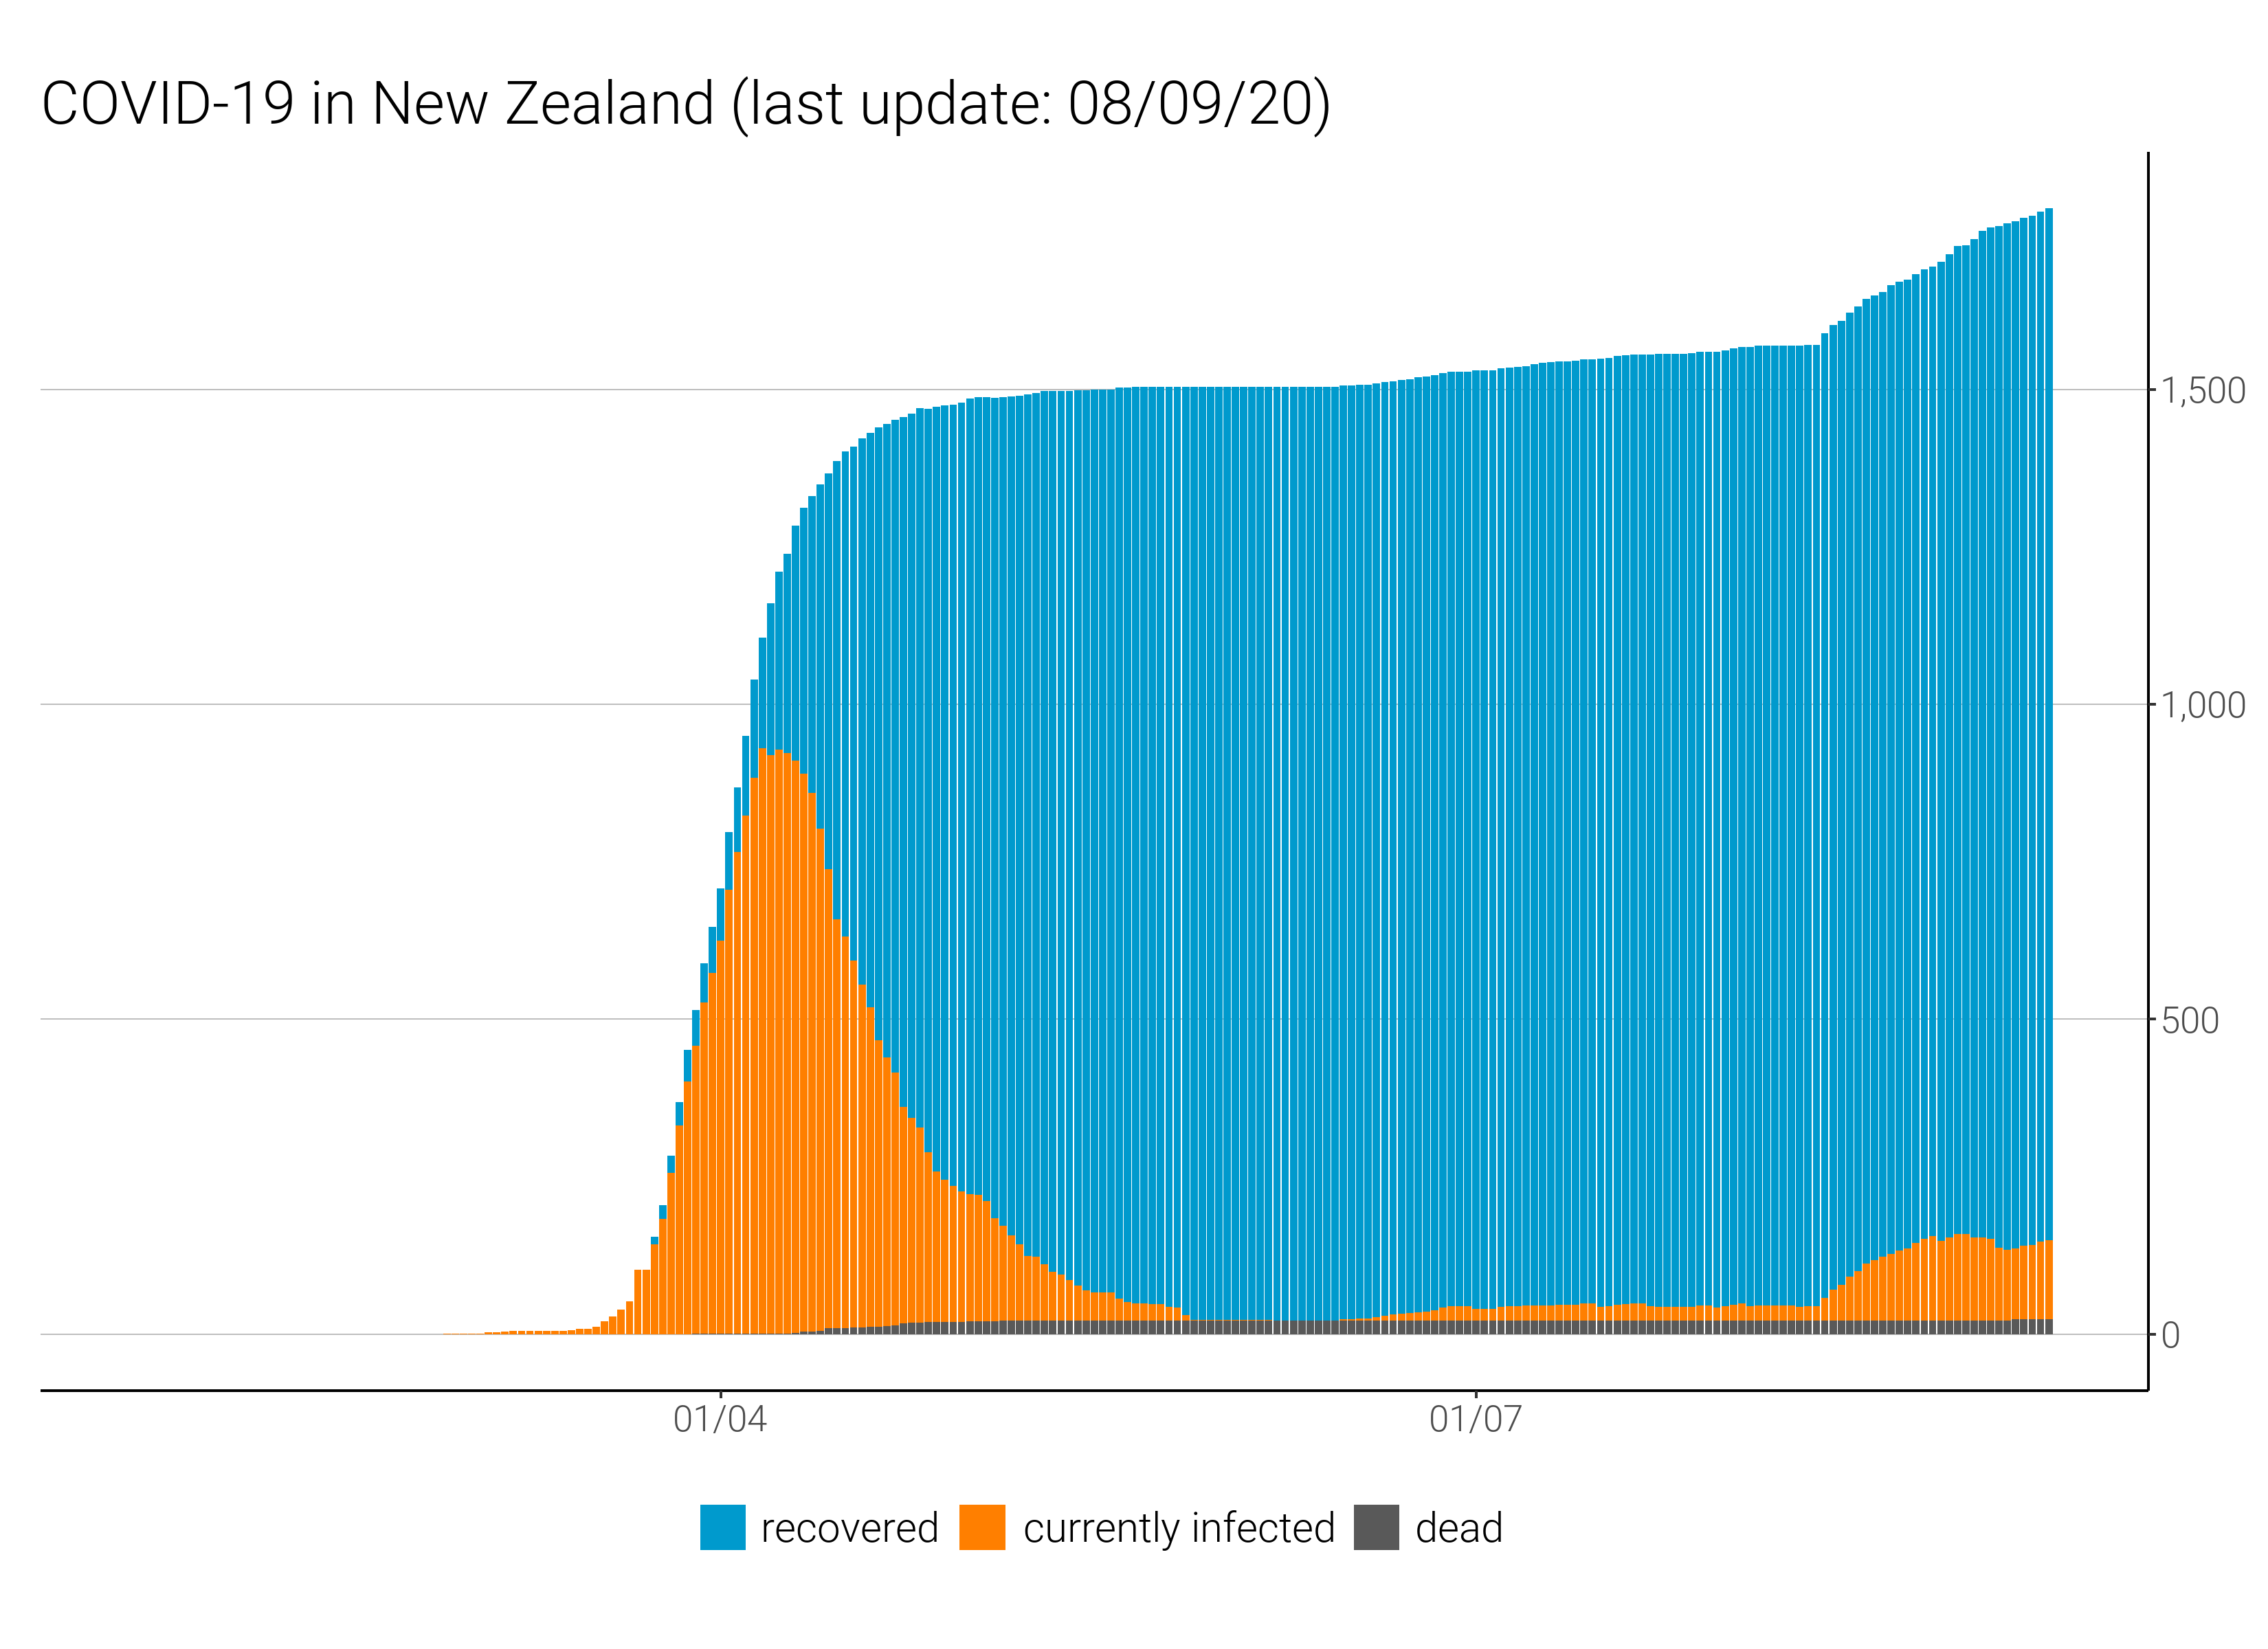 COVID-19 in New Zealand (last update: 08/09/20)
1,500
1,000
500
0
01/04 01/07
recovered currently infected dead